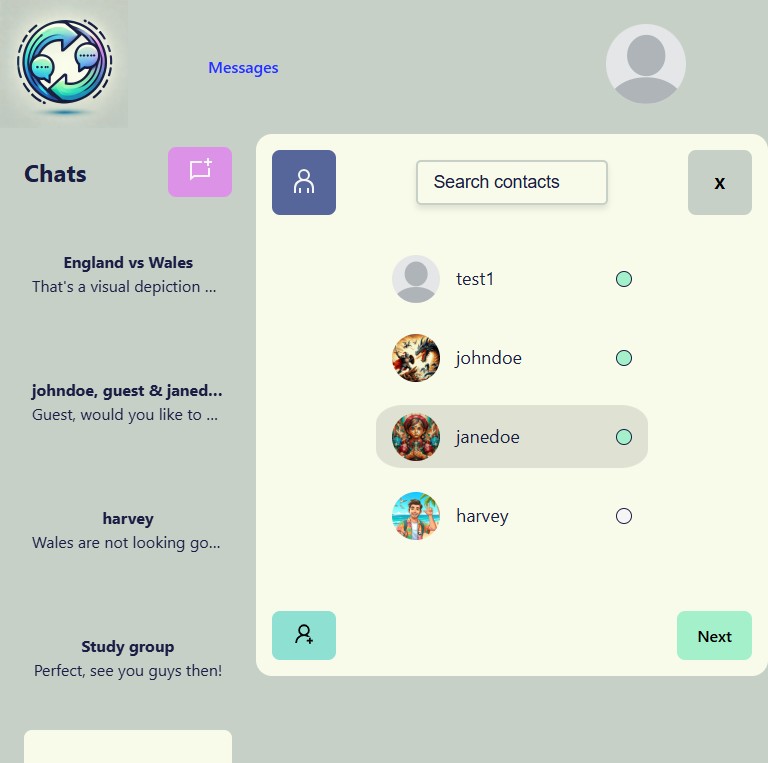 Messages
Chats
England vs Wales
That's a visual depiction ...
johndoe, guest & janed...
Guest, would you like to ...
harvey
Wales are not looking go...
Study group
Perfect, see you guys then!
Search contacts
x
test1
johndoe
janedoe
harvey
Next